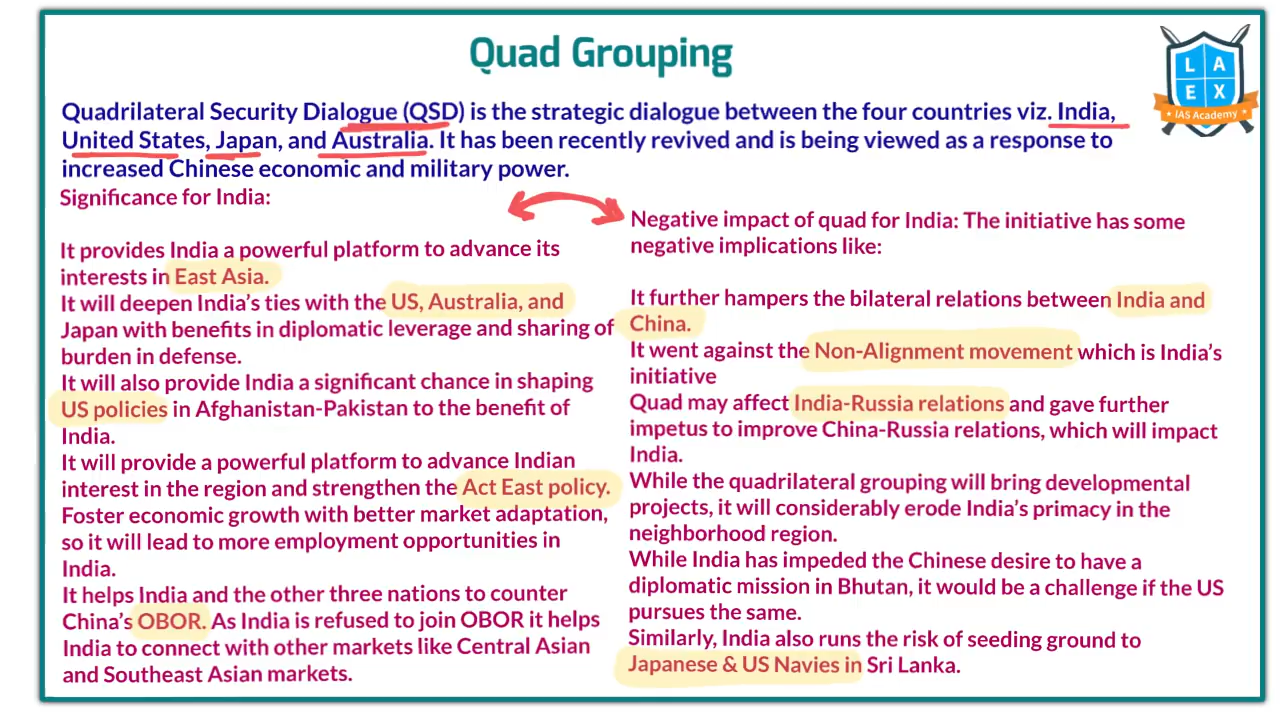 Quad Grouping
L A
E X
IAS Academy
Quadrilateral Security Dialogue (QSD) is the strategic dialogue between the four countries viz. India,
United States, Japan, and Australia. It has been recently revived and is being viewed as a response to
increased Chinese economic and military power.
Significance for India:
It provides India a powerful platform to advance its
interests in East Asia.
It will deepen India's ties with the US, Australia, and
Japan with benefits in diplomatic leverage and sharing of
burden in defense.
It will also provide India a significant chance in shaping
US policies in Afghanistan-Pakistan to the benefit of
India.
It will provide a powerful platform to advance Indian
interest in the region and strengthen the Act East policy.
Foster economic growth with better market adaptation,
so it will lead to more employment opportunities in
India.
It helps India and the other three nations to counter
China's OBOR. As India is refused to join OBOR it helps
India to connect with other markets like Central Asian
and Southeast Asian markets.
Negative impact of quad for India: The initiative has some
negative implications like:
It further hampers the bilateral relations between India and
China.
It went against the Non-Alignment movement which is India's
initiative
Quad may affect India-Russia relations and gave further
impetus to improve China-Russia relations, which will impact
India.
While the quadrilateral grouping will bring developmental
projects, it will considerably erode India's primacy in the
neighborhood region.
While India has impeded the Chinese desire to have a
diplomatic mission in Bhutan, it would be a challenge if the US
pursues the same.
Similarly, India also runs the risk of seeding ground to
Japanese & US Navies in Sri Lanka.